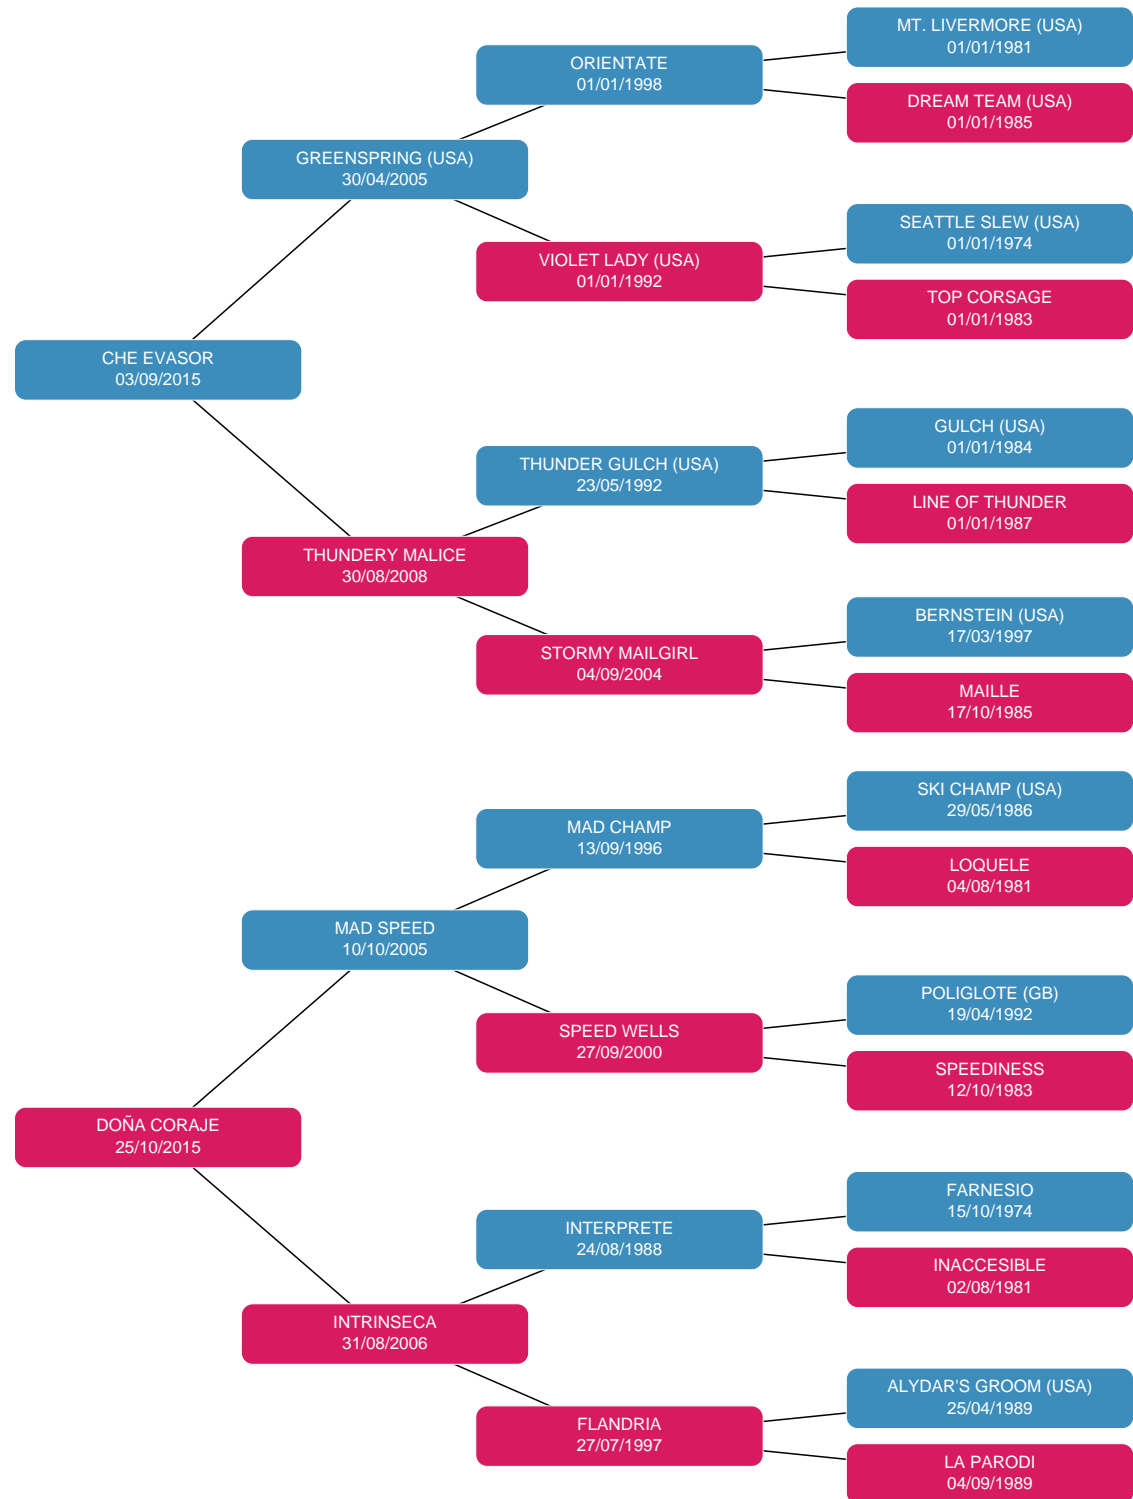 MT. LIVERMORE (USA)
01/01/1981
ORIENTATE
01/01/1998
DREAM TEAM (USA)
01/01/1985
GREENSPRING (USA)
30/04/2005
SEATTLE SLEW (USA)
01/01/1974
VIOLET LADY (USA)
01/01/1992
TOP CORSAGE
01/01/1983
CHE EVASOR
03/09/2015
GULCH (USA)
01/01/1984
THUNDER GULCH (USA)
23/05/1992
LINE OF THUNDER
01/01/1987
THUNDERY MALICE
30/08/2008
BERNSTEIN (USA)
17/03/1997
STORMY MAILGIRL
04/09/2004
MAILLE
17/10/1985
SKI CHAMP (USA)
29/05/1986
MAD CHAMP
13/09/1996
LOQUELE
04/08/1981
MAD SPEED
10/10/2005
POLIGLOTE (GB)
19/04/1992
SPEED WELLS
27/09/2000
SPEEDINESS
12/10/1983
DOÑA CORAJE
25/10/2015
FARNESIO
15/10/1974
INTERPRETE
24/08/1988
INACCESIBLE
02/08/1981
INTRINSECA
31/08/2006
ALYDAR'S GROOM (USA)
25/04/1989
FLANDRIA
27/07/1997
LA PARODI
04/09/1989